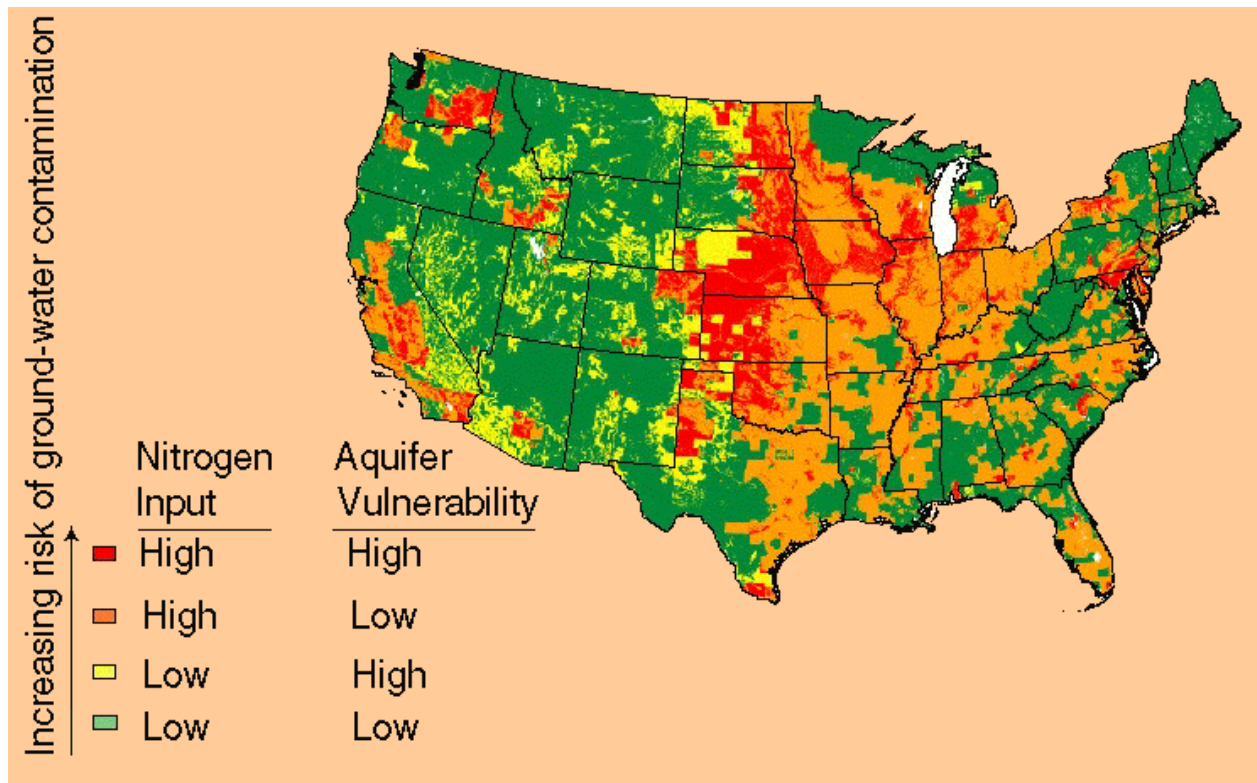 Increasing risk of ground-water contamination
Nitrogen Aquifer
Input Vulnerability
High High
High Low
Low High
Low Low